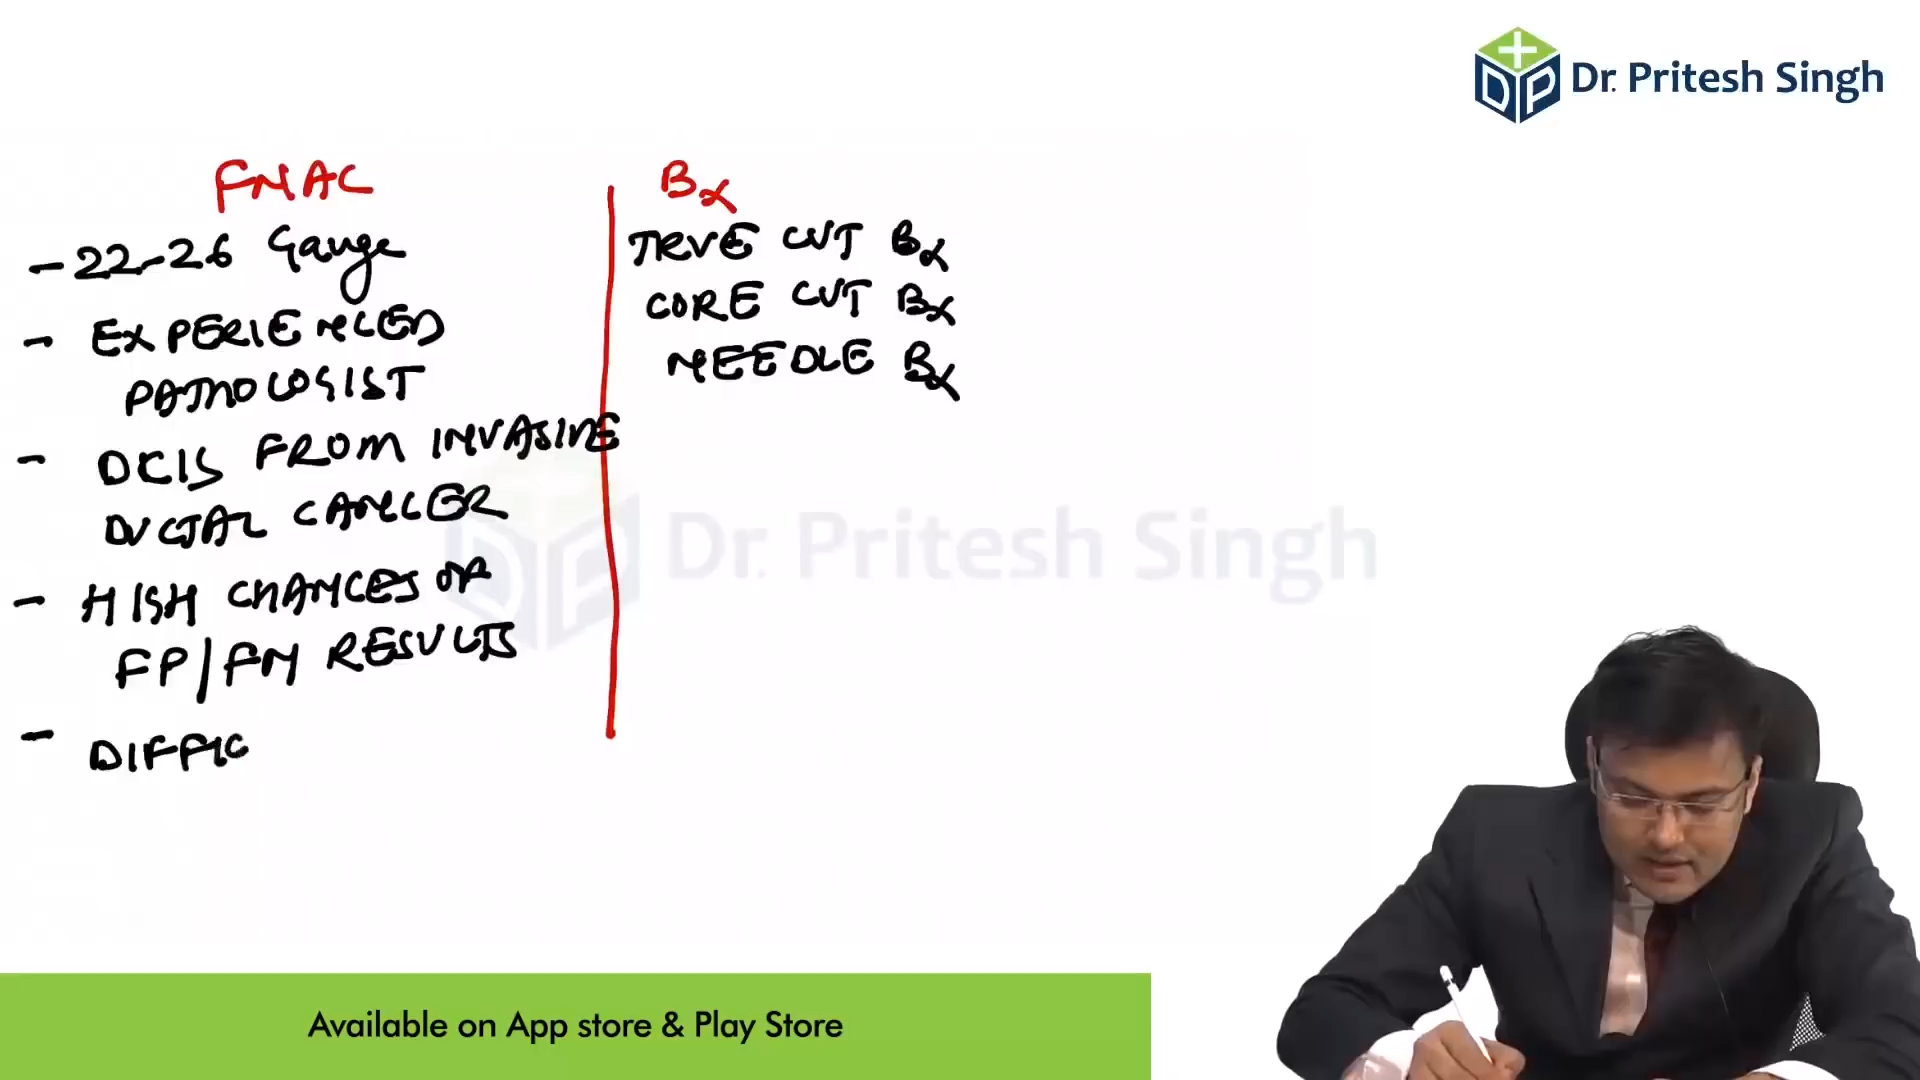 Dr. Pritesh Singh
FNAC
- 22-26 Gauge
- EXPERIENCED
PATHOLOGIST
- DCIS FROM INVASIVE
DUCTAL CANCER
- HIGH CHANCES OF
FP/FN RESULTS
- DIFFIC
Bx
TRUE CUT Bx
CORE CUT Bx
NEEDLE Bx
Dr. Pritesh Singh
Available on App store & Play Store